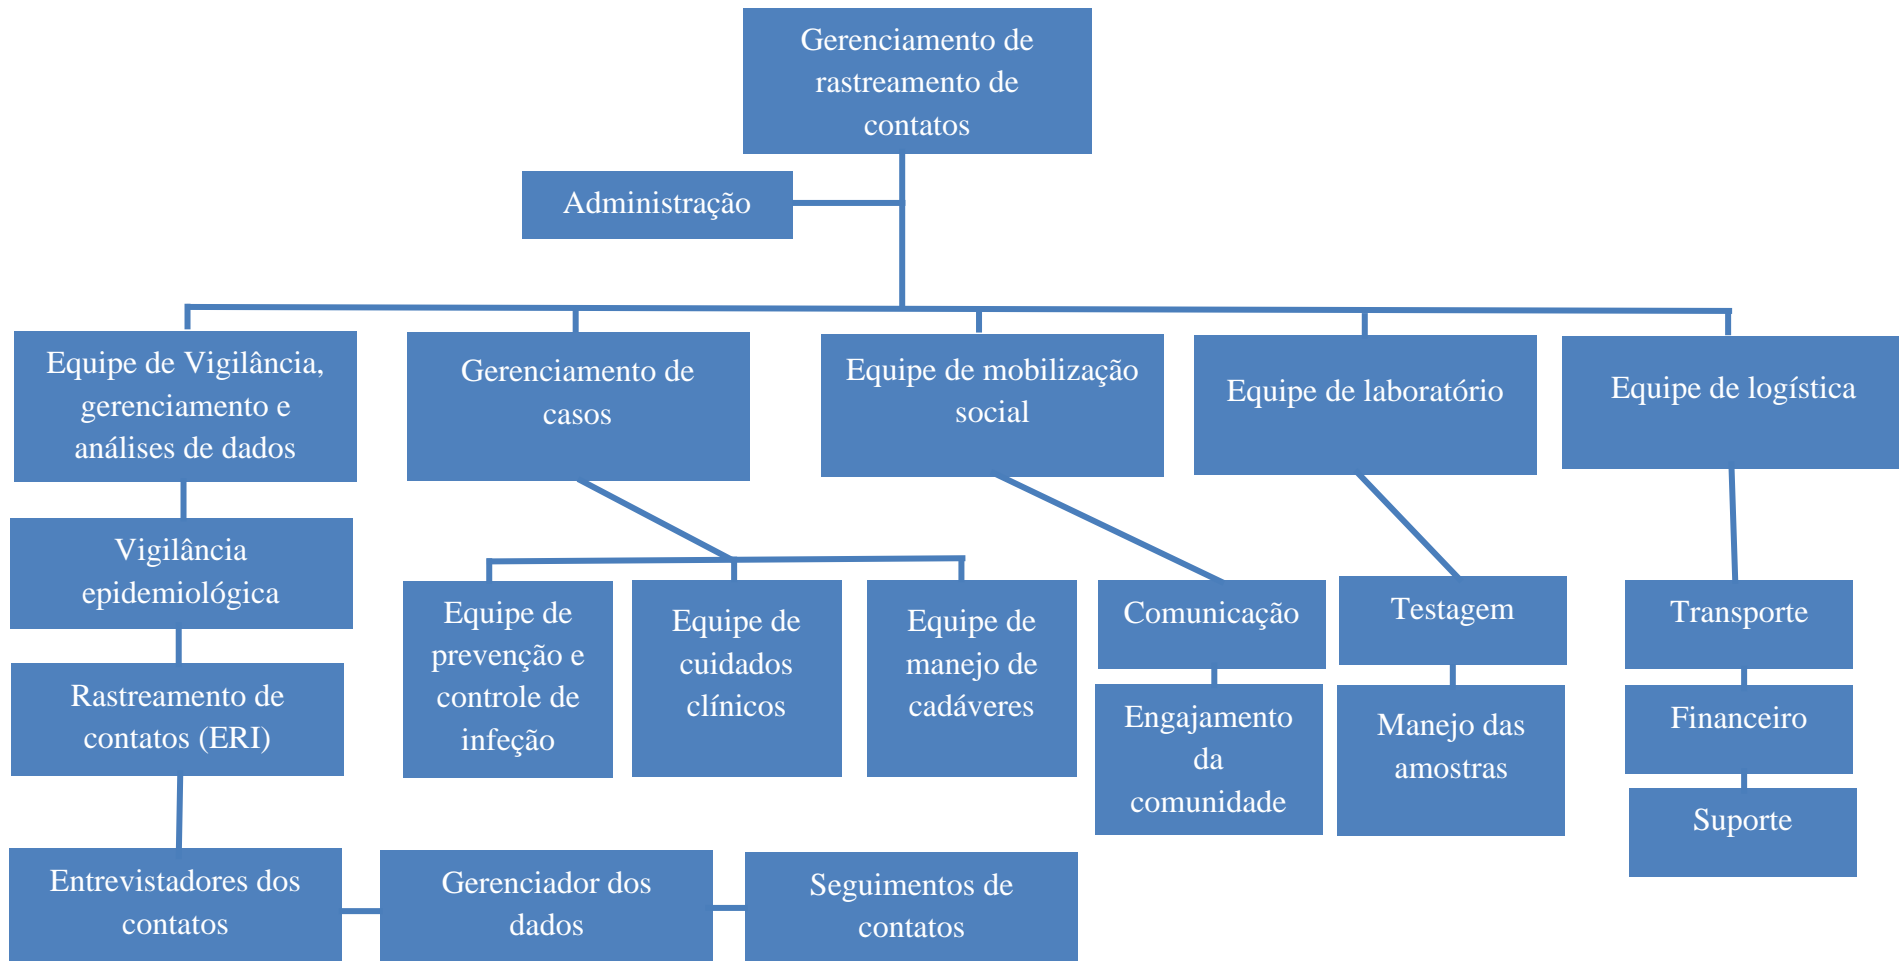 Gerenciamento de
rastreamento de
contatos
Administração
Equipe de Vigilância,
gerenciamento e
análises de dados
Gerenciamento de
casos
Equipe de mobilização
social
Equipe de laboratório
Equipe de logística
Vigilância
epidemiológica
Equipe de
prevenção e
controle de
infeção
Equipe de
cuidados
clínicos
Equipe de
manejo de
cadáveres
Comunicação
Testagem
Transporte
Rastreamento de
contatos (ERI)
Engajamento
da
comunidade
Manejo das
amostras
Financeiro
Suporte
Entrevistadores dos
contatos
Gerenciador dos
dados
Seguimentos de
contatos